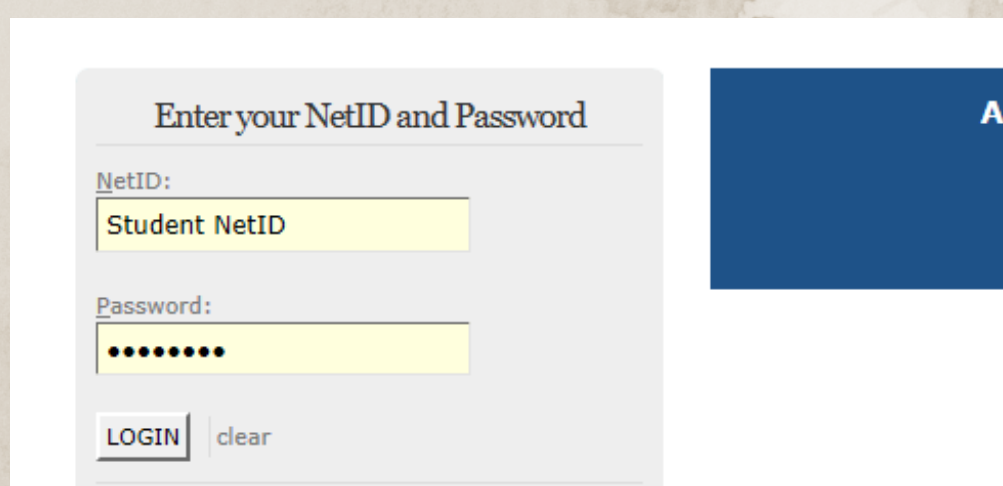 Enter your NetID and Password
A
NetID:
Student NetID
Password:
••••••••
LOGIN clear